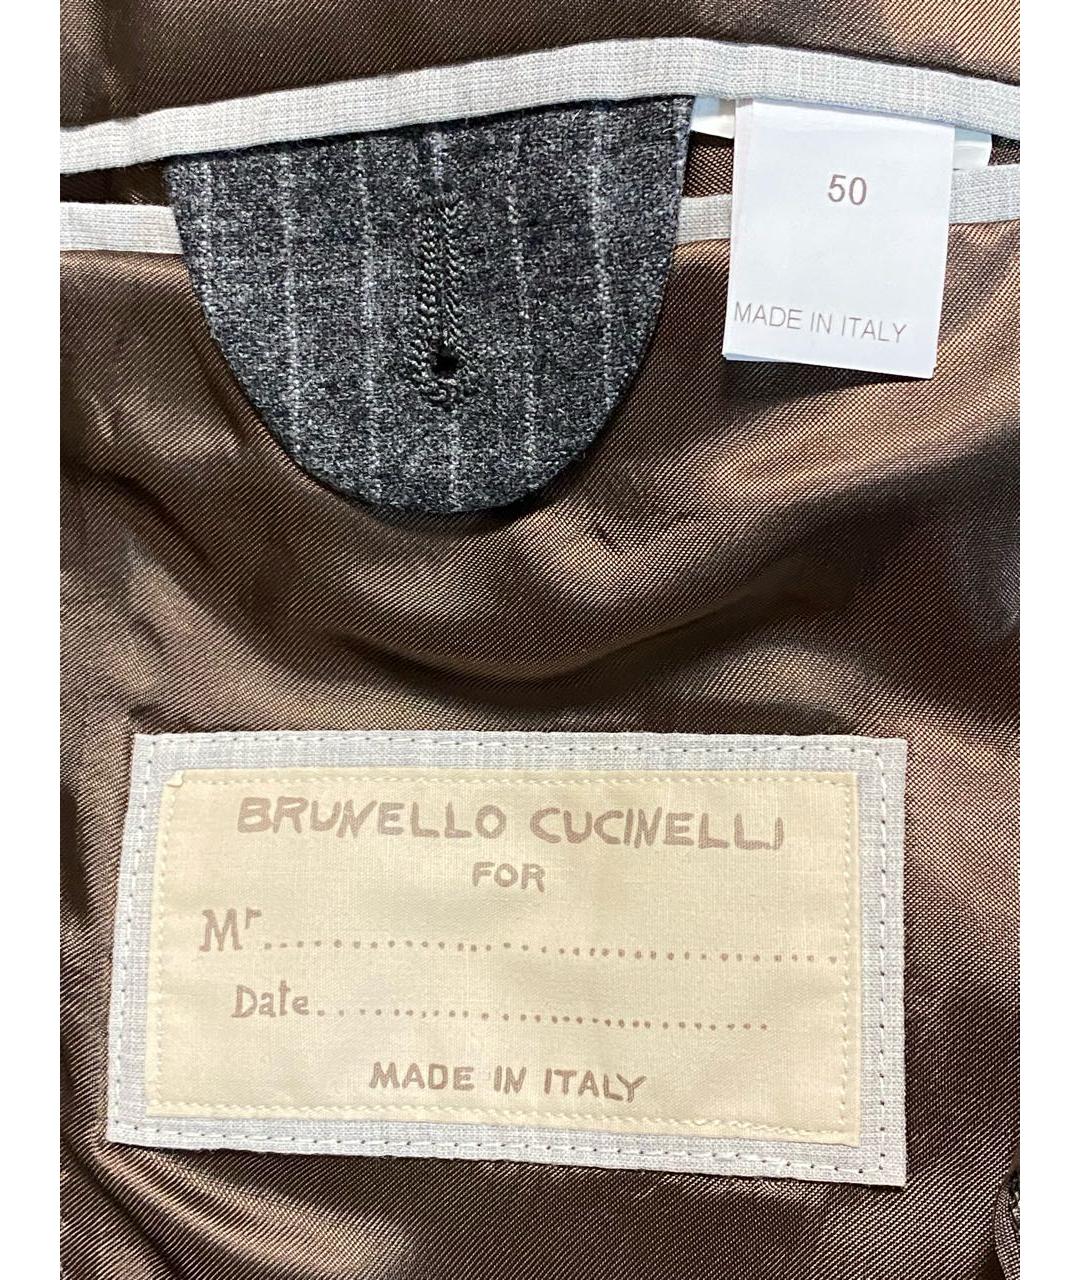 50
MADE IN ITALY
BRUNELLO CUCINELLI
FOR
Mr....................................
Date..............................
MADE IN ITALY